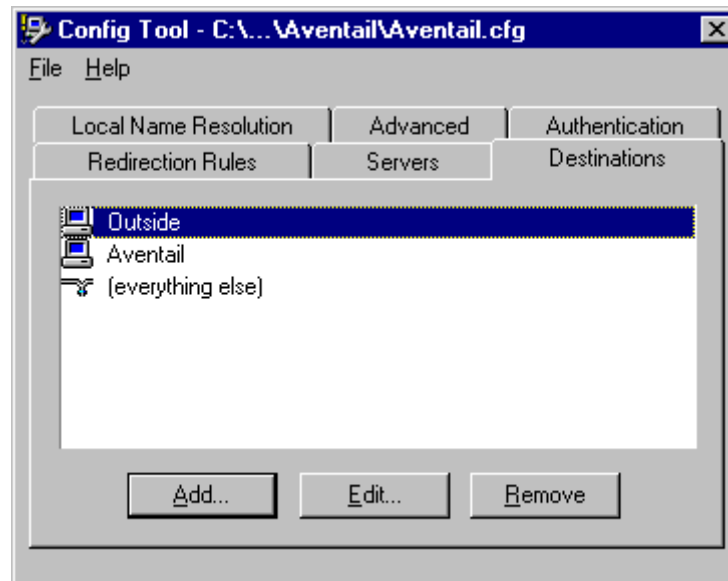 Config Tool - C:\...\Aventail\Aventail.cfg
File Help
Local Name Resolution Advanced Authentication
Redirection Rules Servers Destinations
Outside
Aventail
(everything else)
Add... Edit... Remove